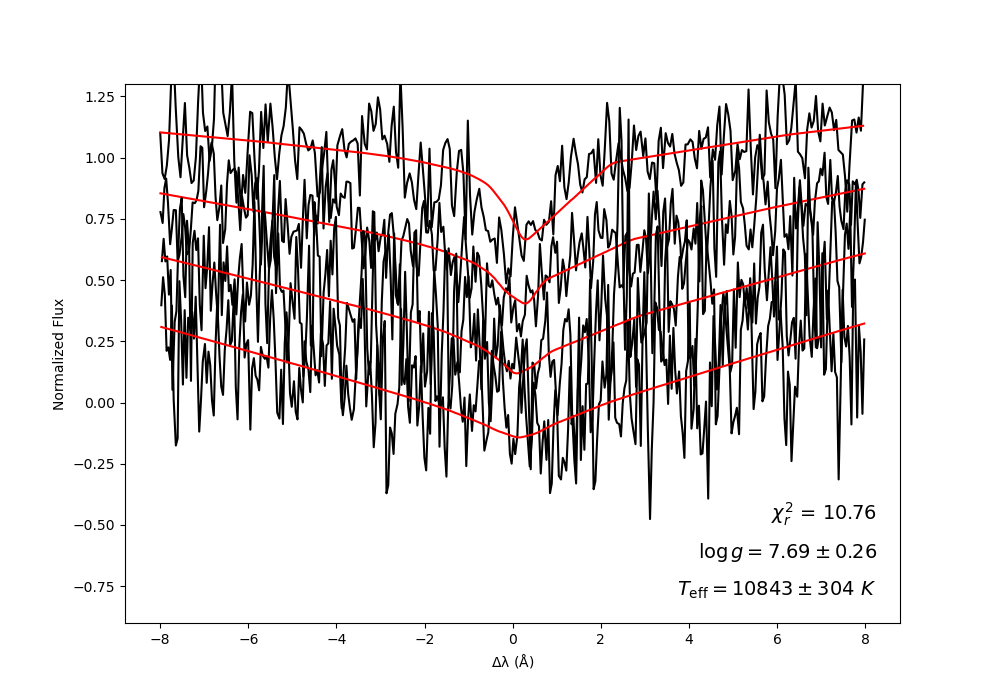 1.25
1.00
0.75
0.50
0.25
0.00
−0.25
−0.50
−0.75
Normalized Flux
χ²ᵣ = 10.76
log g = 7.69 ± 0.26
T_eff = 10843 ± 304 K
−8 −6 −4 −2 0 2 4 6 8
Δλ (Å)